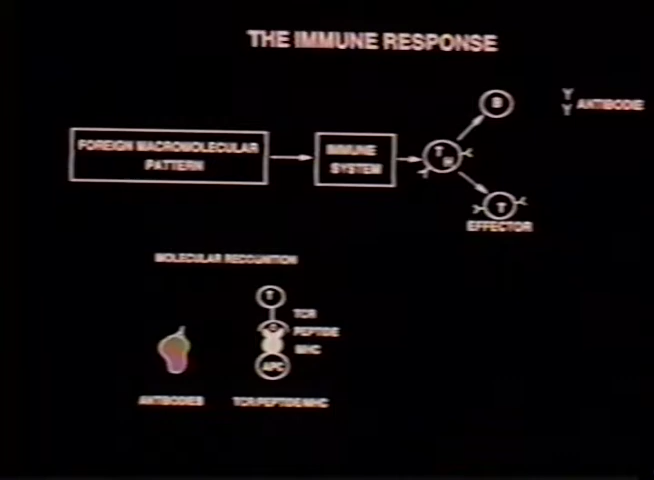 THE IMMUNE RESPONSE
B
Y
Y ANTIBODIE
FOREIGN MACROMOLECULAR
PATTERN
IMMUNE
SYSTEM
TH
T
EFFECTOR
MOLECULAR RECOGNITION
T
TCR
PEPTIDE
MHC
APC
ANTIBODIES
TCR PEPTIDE MHC